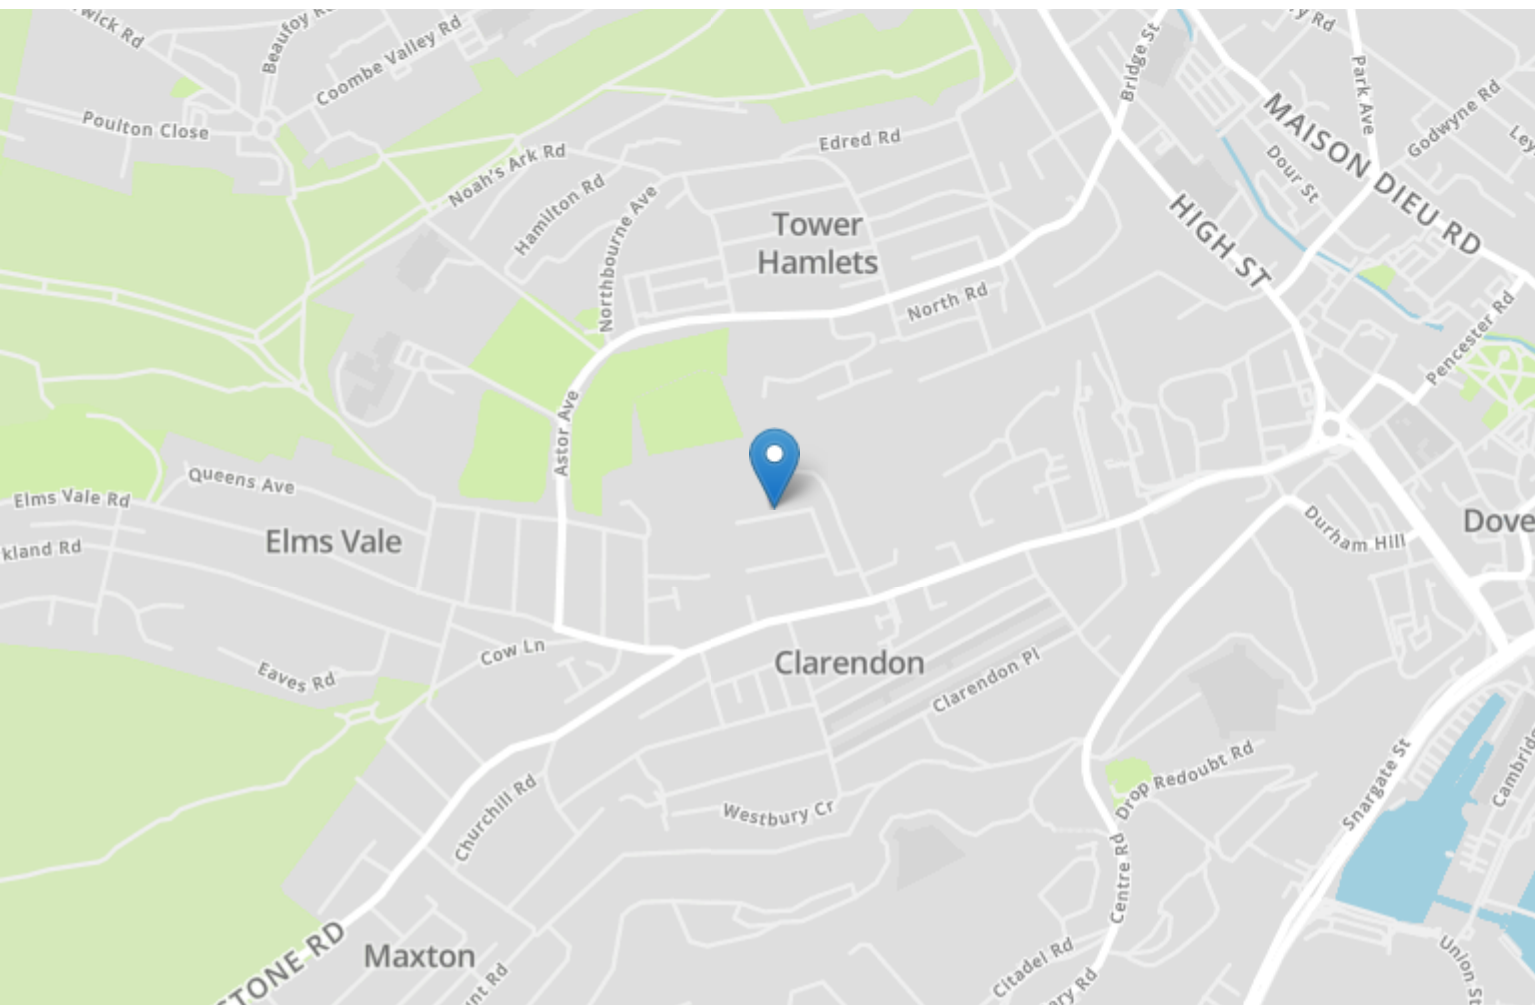 Beaufoy
Coombe Valley Rd
Poulton Close
Noah's Ark Rd
Hamilton Rd
Northbourne Ave
Edred Rd
Bridge St
Park Ave
Godwyne Rd
MAISON DIEU RD
Dour St
HIGH ST
Tower
Hamlets
North Rd
Pencester Rd
Astor Ave
Queens Ave
Elms Vale Rd
Elms Vale
Durham Hill
Cow Ln
Eaves Rd
Clarendon
Clarendon Pl
Drop Redoubt Rd
Snargate St
Churchill Rd
Westbury Cr
Centre Rd
Maxton
Citadel Rd
Union St